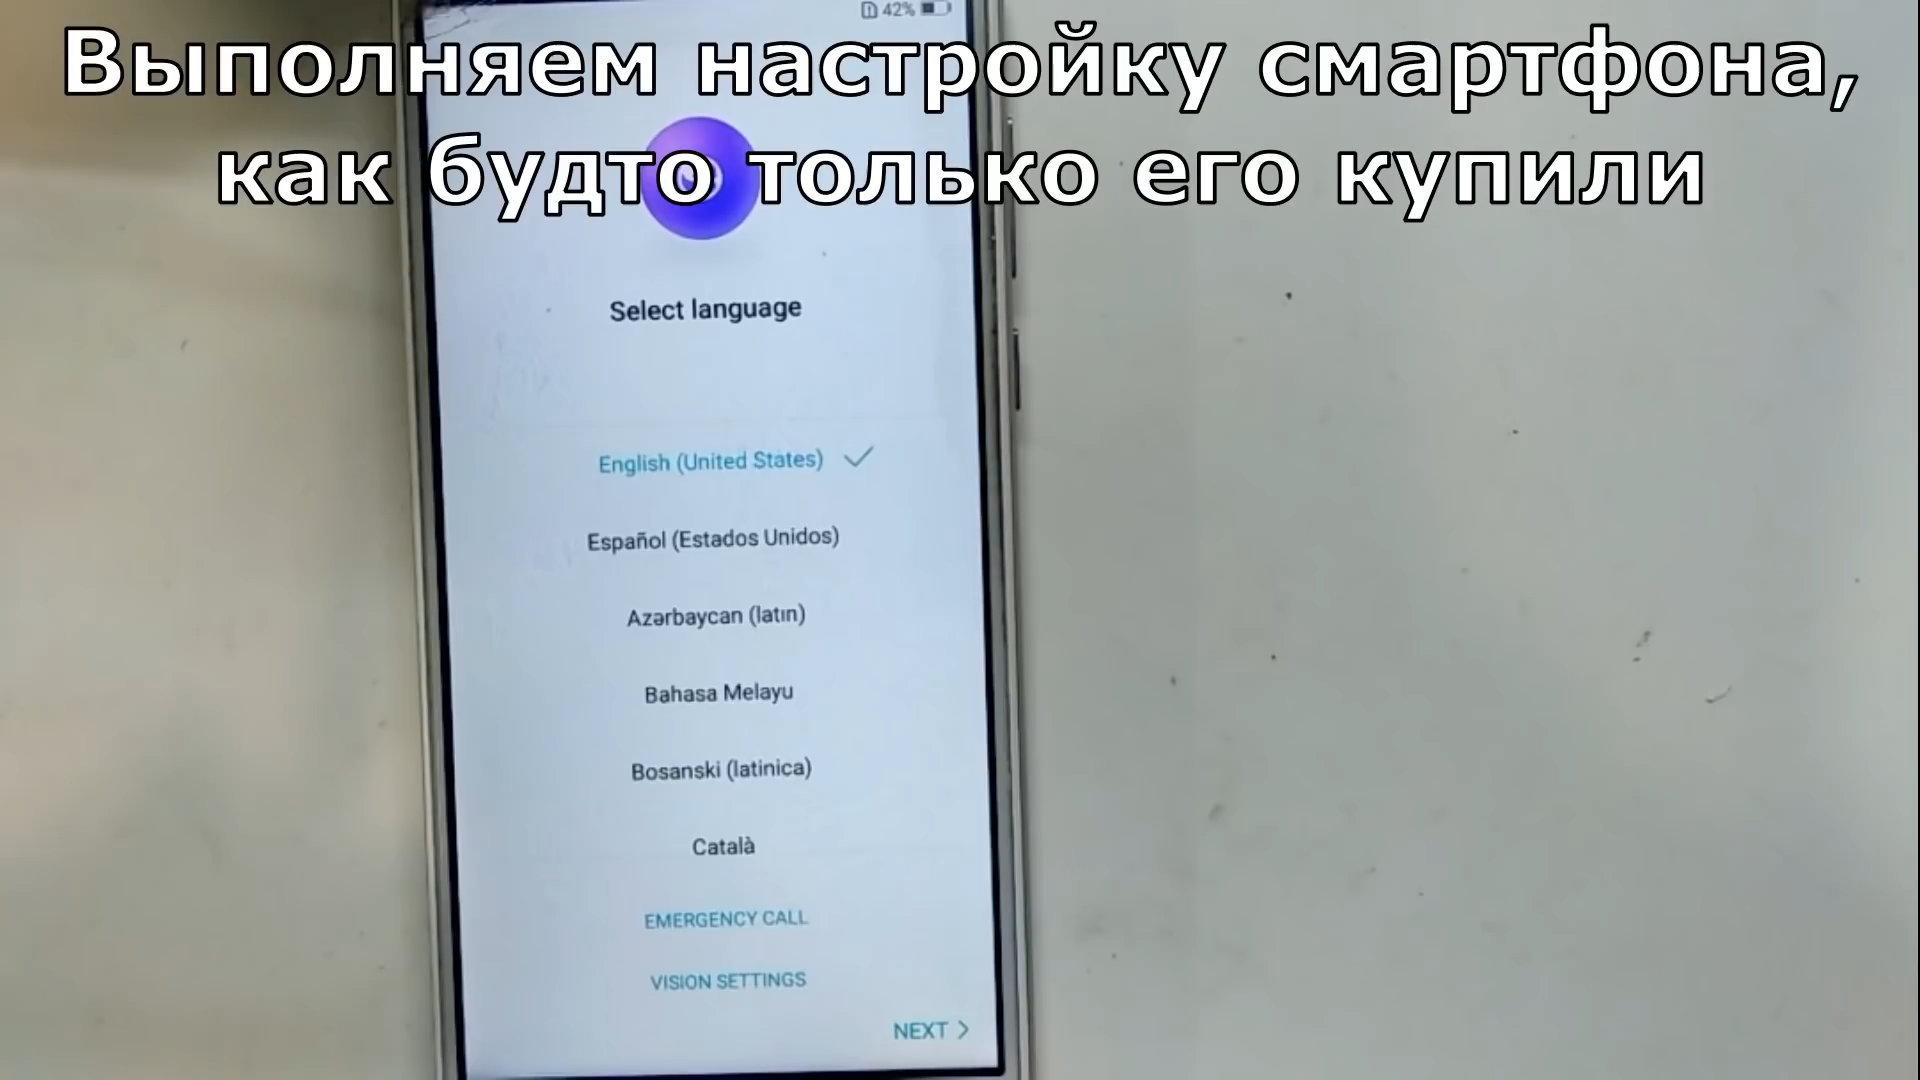 42%
Выполняем настройку смартфона,
как будто только его купили
Select language
English (United States)
Español (Estados Unidos)
Azərbaycan (latın)
Bahasa Melayu
Bosanski (latinica)
Català
EMERGENCY CALL
VISION SETTINGS
NEXT